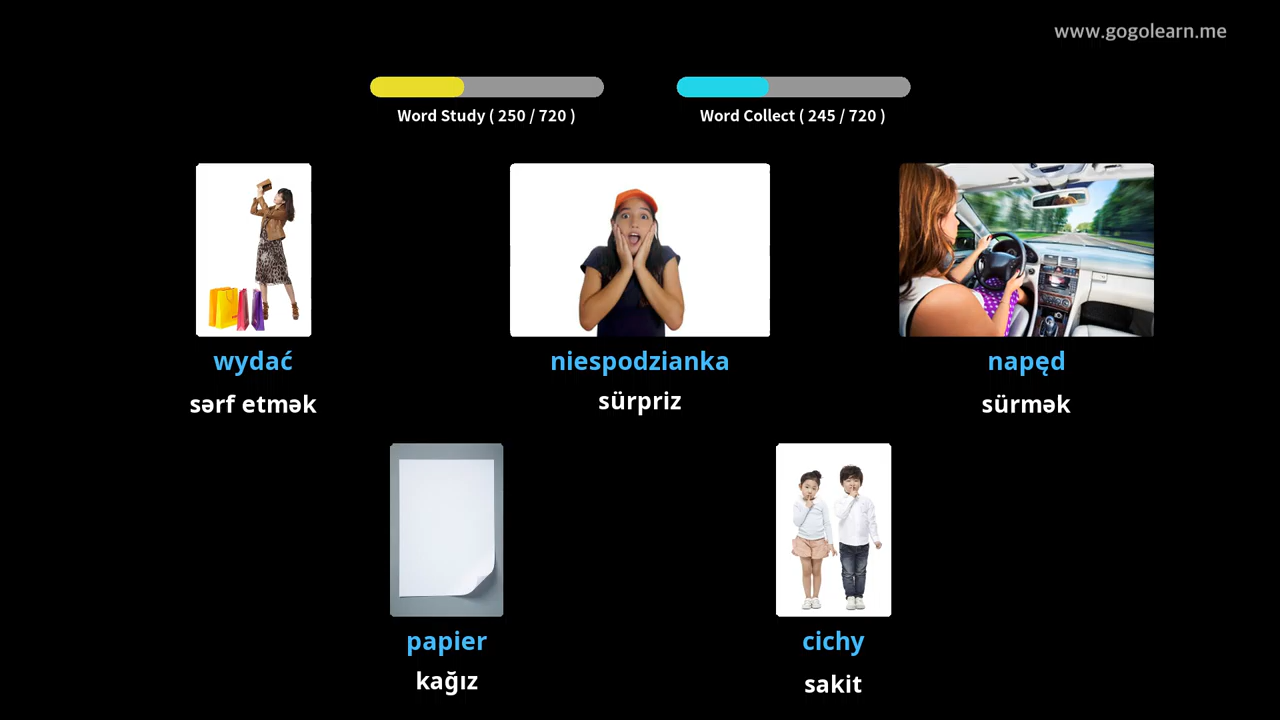 www.gogolearn.me
Word Study ( 250 / 720 )
Word Collect ( 245 / 720 )
wydać
sərf etmək
niespodzianka
sürpriz
napęd
sürmək
papier
kağız
cichy
sakit